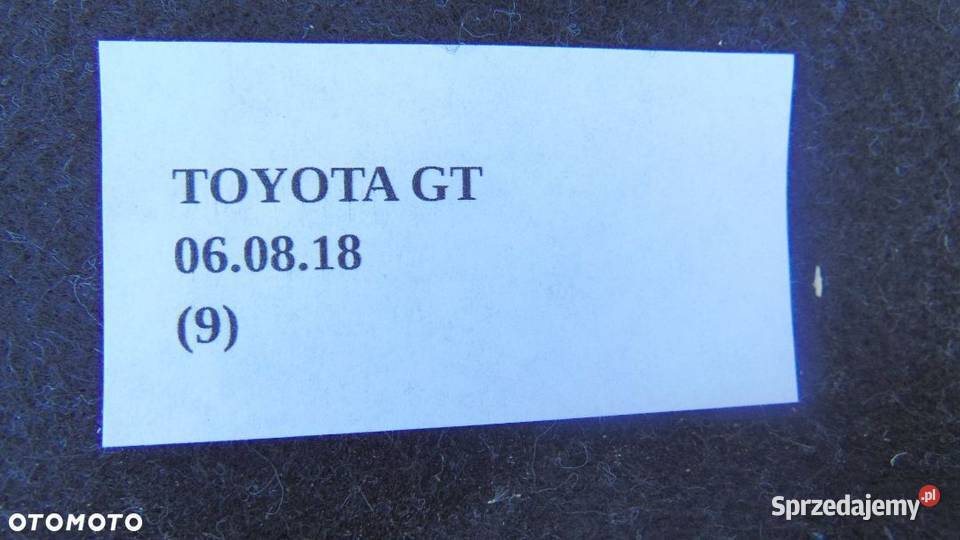 TOYOTA GT
06.08.18
(9)
OTOMOTO
Sprzedajemy.pl